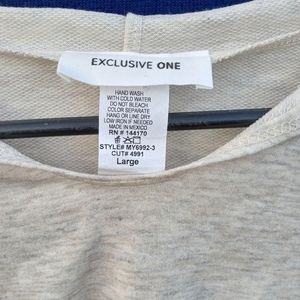 EXCLUSIVE ONE
HAND WASH
WITH COLD WATER
DO NOT BLEACH
COLOR SEPARATE
HANG OR LINE DRY
LOW IRON IF NEEDED
MADE IN MEXICO
RN # 144170
STYLE# MY6992-3
CUT# 4991
Large